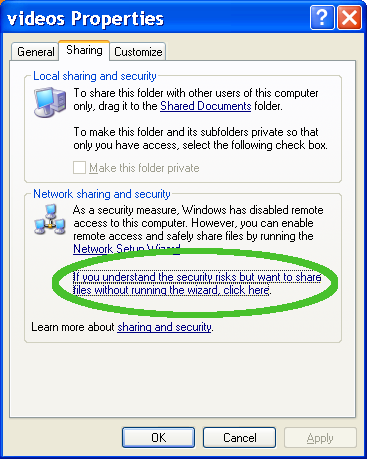 videos Properties
General Sharing Customize
Local sharing and security
To share this folder with other users of this computer
only, drag it to the Shared Documents folder.
To make this folder and its subfolders private so that
only you have access, select the following check box.
Make this folder private
Network sharing and security
As a security measure, Windows has disabled remote
access to this computer. However, you can enable
remote access and safely share files by running the
Network Setup Wizard.
If you understand the security risks but want to share
files without running the wizard, click here.
Learn more about sharing and security.
OK Cancel Apply